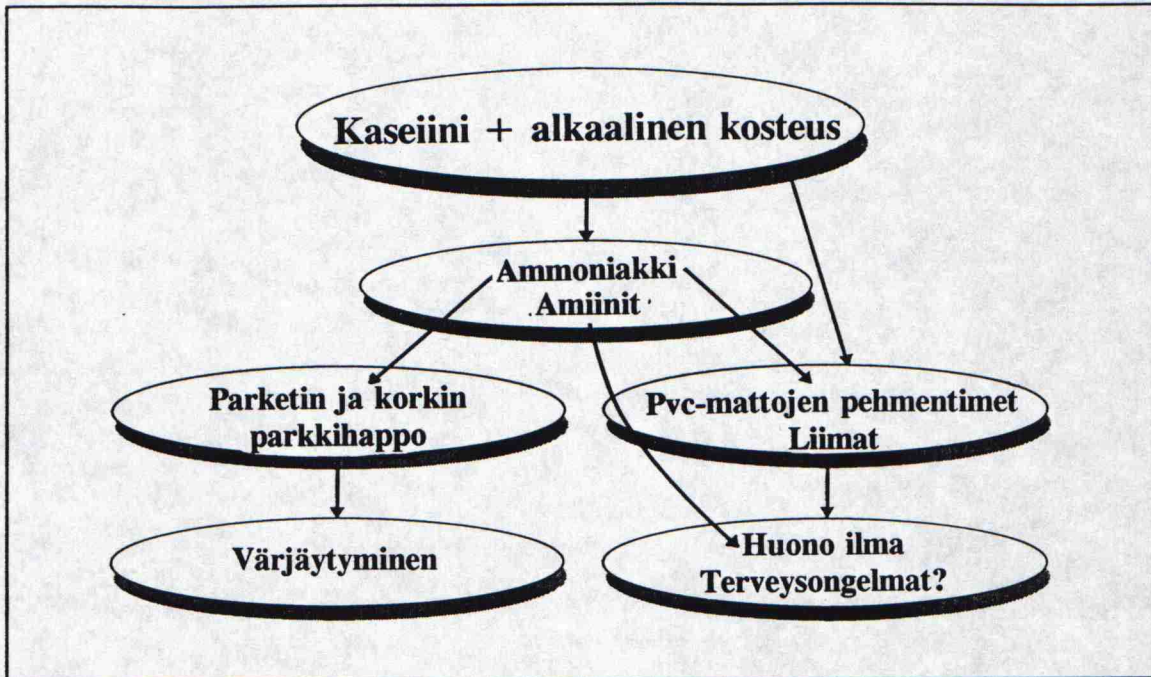 Kaseiini + alkaalinen kosteus
Ammoniakki
Amiinit
Parketin ja korkin
parkkihappo
Pvc-mattojen pehmentimet
Liimat
Värjäytyminen
Huono ilma
Terveysongelmat?